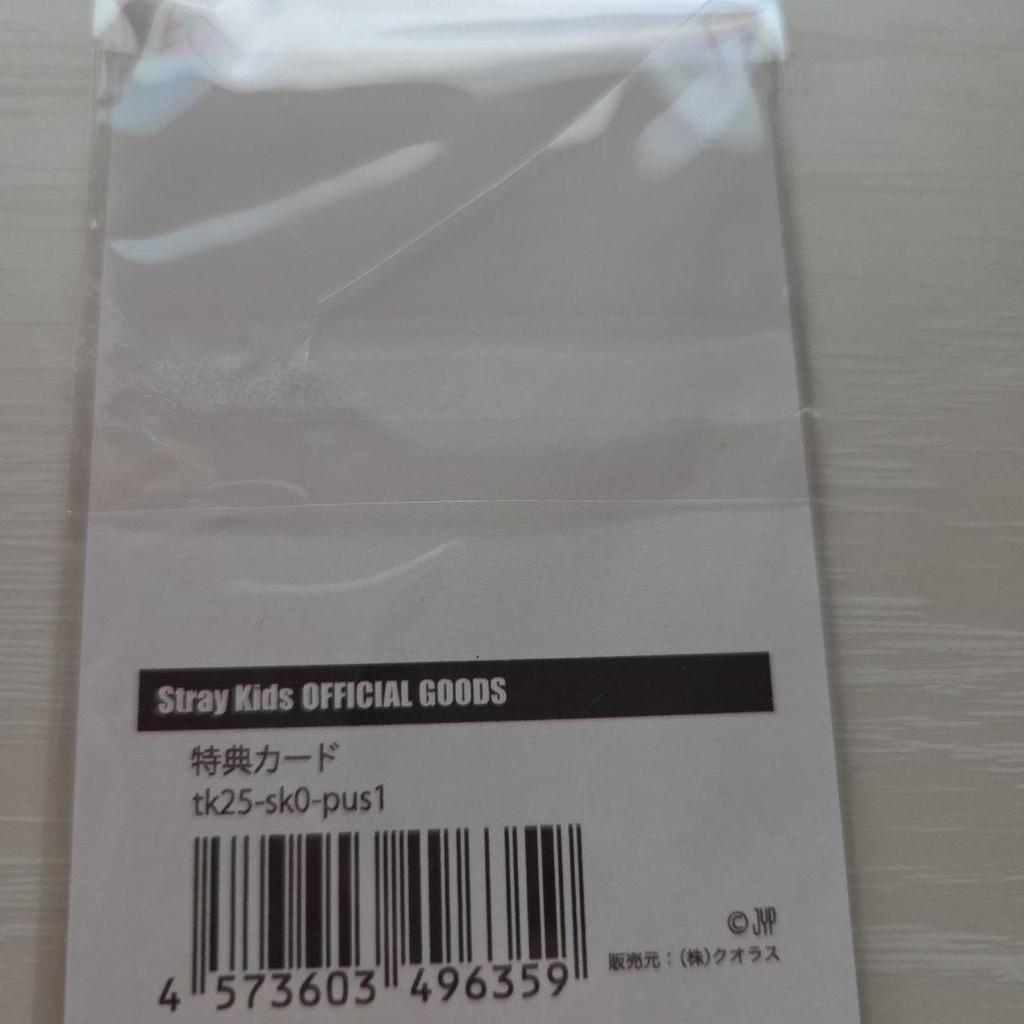 Stray Kids OFFICIAL GOODS
特典カード
tk25-sk0-pus1
4 573603 496359
© JYP
販売元：(株)クオラス